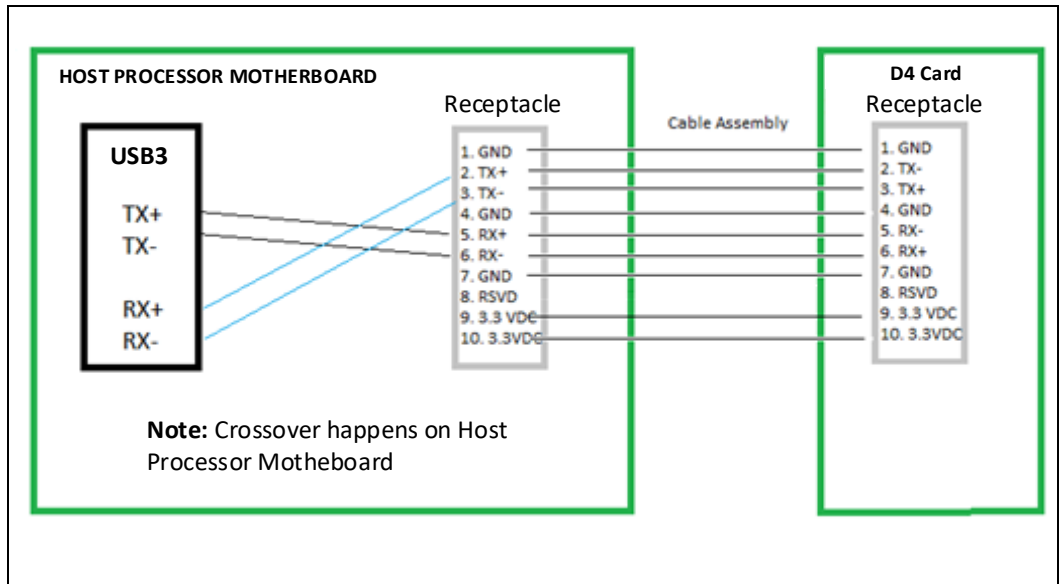 HOST PROCESSOR MOTHERBOARD
USB3
TX+
TX-
RX+
RX-
Receptacle
1. GND
2. TX+
3. TX-
4. GND
5. RX+
6. RX-
7. GND
8. RSVD
9. 3.3 VDC
10. 3.3VDC
Note: Crossover happens on Host
Processor Motheboard
Cable Assembly
D4 Card
Receptacle
1. GND
2. TX-
3. TX+
4. GND
5. RX-
6. RX+
7. GND
8. RSVD
9. 3.3 VDC
10. 3.3VDC